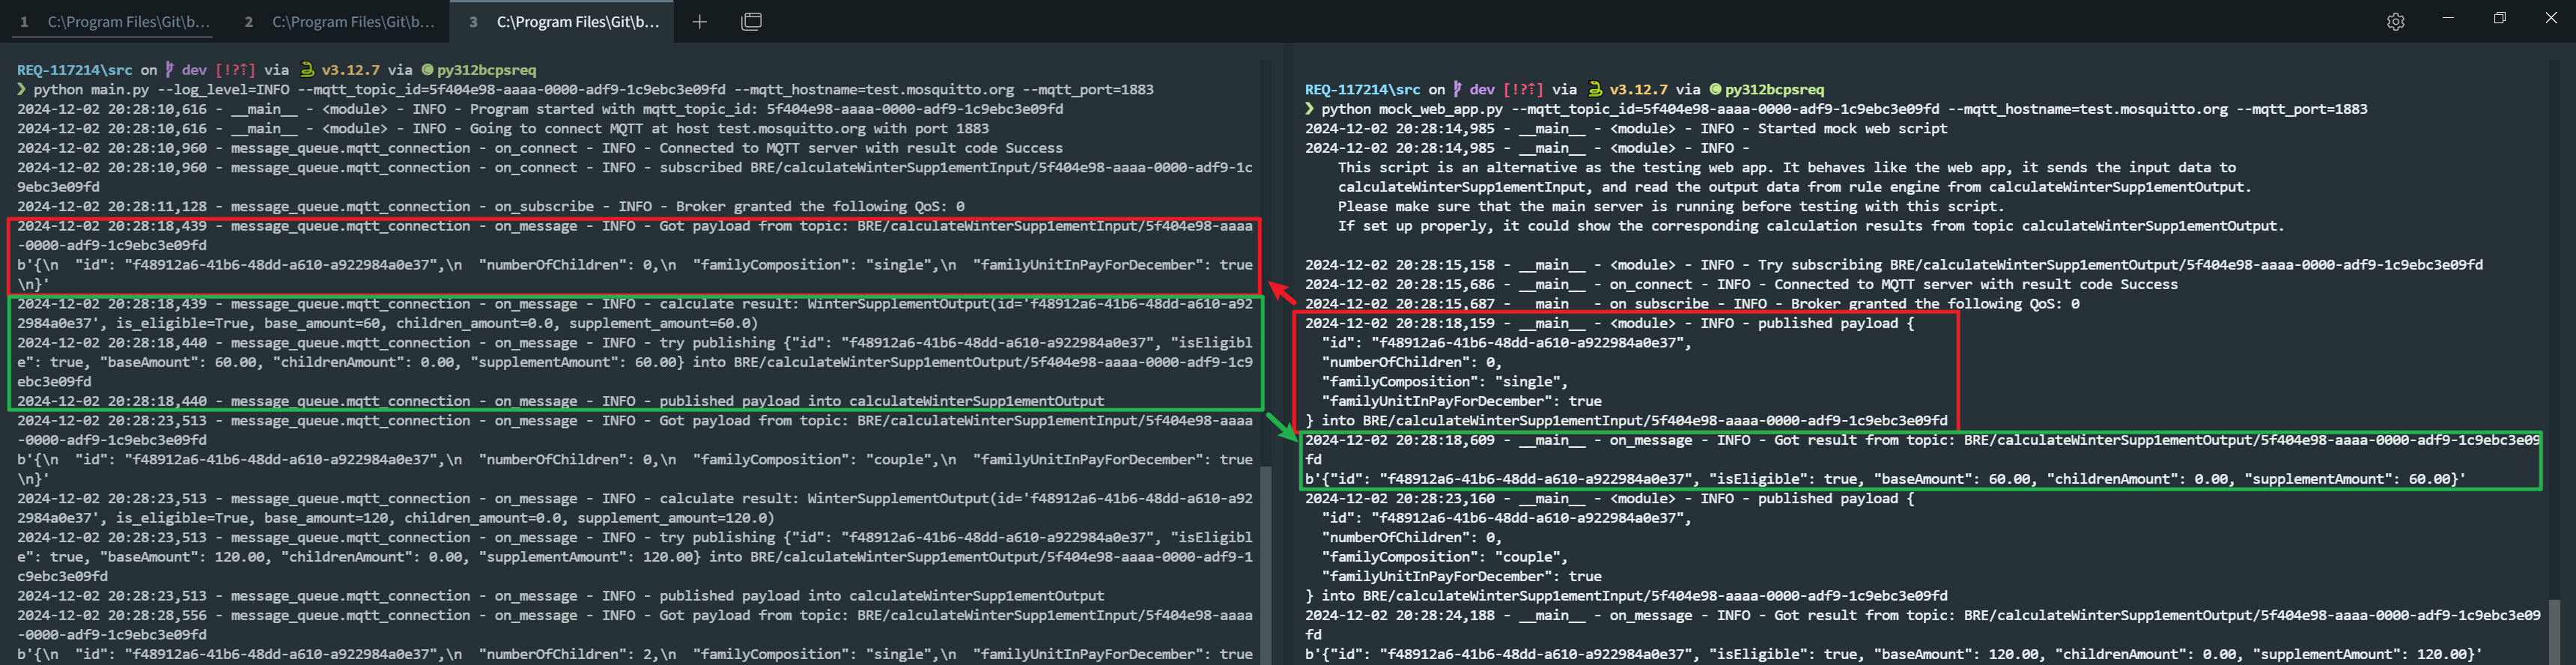 1 C:\Program Files\Git\b... 2 C:\Program Files\Git\b... 3 C:\Program Files\Git\b...
REQ-117214\src on dev [!?⇡] via v3.12.7 via py312bcpsreq
❯ python main.py --log_level=INFO --mqtt_topic_id=5f404e98-aaaa-0000-adf9-1c9ebc3e09fd --mqtt_hostname=test.mosquitto.org --mqtt_port=1883
2024-12-02 20:28:10,616 - __main__ - <module> - INFO - Program started with mqtt_topic_id: 5f404e98-aaaa-0000-adf9-1c9ebc3e09fd
2024-12-02 20:28:10,616 - __main__ - <module> - INFO - Going to connect MQTT at host test.mosquitto.org with port 1883
2024-12-02 20:28:10,960 - message_queue.mqtt_connection - on_connect - INFO - Connected to MQTT server with result code Success
2024-12-02 20:28:10,960 - message_queue.mqtt_connection - on_connect - INFO - subscribed BRE/calculateWinterSupp1ementInput/5f404e98-aaaa-0000-adf9-1c
9ebc3e09fd
2024-12-02 20:28:11,128 - message_queue.mqtt_connection - on_subscribe - INFO - Broker granted the following QoS: 0
2024-12-02 20:28:18,439 - message_queue.mqtt_connection - on_message - INFO - Got payload from topic: BRE/calculateWinterSupp1ementInput/5f404e98-aaaa
-0000-adf9-1c9ebc3e09fd
b'{\n  "id": "f48912a6-41b6-48dd-a610-a922984a0e37",\n  "numberOfChildren": 0,\n  "familyComposition": "single",\n  "familyUnitInPayForDecember": true
\n}'
2024-12-02 20:28:18,439 - message_queue.mqtt_connection - on_message - INFO - calculate result: WinterSupplementOutput(id='f48912a6-41b6-48dd-a610-a92
2984a0e37', is_eligible=True, base_amount=60, children_amount=0.0, supplement_amount=60.0)
2024-12-02 20:28:18,440 - message_queue.mqtt_connection - on_message - INFO - try publishing {"id": "f48912a6-41b6-48dd-a610-a922984a0e37", "isEligibl
e": true, "baseAmount": 60.00, "childrenAmount": 0.00, "supplementAmount": 60.00} into BRE/calculateWinterSupp1ementOutput/5f404e98-aaaa-0000-adf9-1c9
ebc3e09fd
2024-12-02 20:28:18,440 - message_queue.mqtt_connection - on_message - INFO - published payload into calculateWinterSupp1ementOutput
2024-12-02 20:28:23,513 - message_queue.mqtt_connection - on_message - INFO - Got payload from topic: BRE/calculateWinterSupp1ementInput/5f404e98-aaaa
-0000-adf9-1c9ebc3e09fd
b'{\n  "id": "f48912a6-41b6-48dd-a610-a922984a0e37",\n  "numberOfChildren": 0,\n  "familyComposition": "couple",\n  "familyUnitInPayForDecember": true
\n}'
2024-12-02 20:28:23,513 - message_queue.mqtt_connection - on_message - INFO - calculate result: WinterSupplementOutput(id='f48912a6-41b6-48dd-a610-a92
2984a0e37', is_eligible=True, base_amount=120, children_amount=0.0, supplement_amount=120.0)
2024-12-02 20:28:23,513 - message_queue.mqtt_connection - on_message - INFO - try publishing {"id": "f48912a6-41b6-48dd-a610-a922984a0e37", "isEligibl
e": true, "baseAmount": 120.00, "childrenAmount": 0.00, "supplementAmount": 120.00} into BRE/calculateWinterSupp1ementOutput/5f404e98-aaaa-0000-adf9-1
c9ebc3e09fd
2024-12-02 20:28:23,513 - message_queue.mqtt_connection - on_message - INFO - published payload into calculateWinterSupp1ementOutput
2024-12-02 20:28:28,556 - message_queue.mqtt_connection - on_message - INFO - Got payload from topic: BRE/calculateWinterSupp1ementInput/5f404e98-aaaa
-0000-adf9-1c9ebc3e09fd
b'{\n  "id": "f48912a6-41b6-48dd-a610-a922984a0e37",\n  "numberOfChildren": 2,\n  "familyComposition": "single",\n  "familyUnitInPayForDecember": true
REQ-117214\src on dev [!?⇡] via v3.12.7 via py312bcpsreq
❯ python mock_web_app.py --mqtt_topic_id=5f404e98-aaaa-0000-adf9-1c9ebc3e09fd --mqtt_hostname=test.mosquitto.org --mqtt_port=1883
2024-12-02 20:28:14,985 - __main__ - <module> - INFO - Started mock web script
2024-12-02 20:28:14,985 - __main__ - <module> - INFO -
This script is an alternative as the testing web app. It behaves like the web app, it sends the input data to
calculateWinterSupp1ementInput, and read the output data from rule engine from calculateWinterSupp1ementOutput.
Please make sure that the main server is running before testing with this script.
If set up properly, it could show the corresponding calculation results from topic calculateWinterSupp1ementOutput.
2024-12-02 20:28:15,158 - __main__ - <module> - INFO - Try subscribing BRE/calculateWinterSupp1ementOutput/5f404e98-aaaa-0000-adf9-1c9ebc3e09fd
2024-12-02 20:28:15,686 - __main__ - on_connect - INFO - Connected to MQTT server with result code Success
2024-12-02 20:28:15,687 - __main__ - on_subscribe - INFO - Broker granted the following QoS: 0
2024-12-02 20:28:18,159 - __main__ - <module> - INFO - published payload {
"id": "f48912a6-41b6-48dd-a610-a922984a0e37",
"numberOfChildren": 0,
"familyComposition": "single",
"familyUnitInPayForDecember": true
} into BRE/calculateWinterSupp1ementInput/5f404e98-aaaa-0000-adf9-1c9ebc3e09fd
2024-12-02 20:28:18,609 - __main__ - on_message - INFO - Got result from topic: BRE/calculateWinterSupp1ementOutput/5f404e98-aaaa-0000-adf9-1c9ebc3e09
fd
b'{"id": "f48912a6-41b6-48dd-a610-a922984a0e37", "isEligible": true, "baseAmount": 60.00, "childrenAmount": 0.00, "supplementAmount": 60.00}'
2024-12-02 20:28:23,160 - __main__ - <module> - INFO - published payload {
"id": "f48912a6-41b6-48dd-a610-a922984a0e37",
"numberOfChildren": 0,
"familyComposition": "couple",
"familyUnitInPayForDecember": true
} into BRE/calculateWinterSupp1ementInput/5f404e98-aaaa-0000-adf9-1c9ebc3e09fd
2024-12-02 20:28:24,188 - __main__ - on_message - INFO - Got result from topic: BRE/calculateWinterSupp1ementOutput/5f404e98-aaaa-0000-adf9-1c9ebc3e09
fd
b'{"id": "f48912a6-41b6-48dd-a610-a922984a0e37", "isEligible": true, "baseAmount": 120.00, "childrenAmount": 0.00, "supplementAmount": 120.00}'